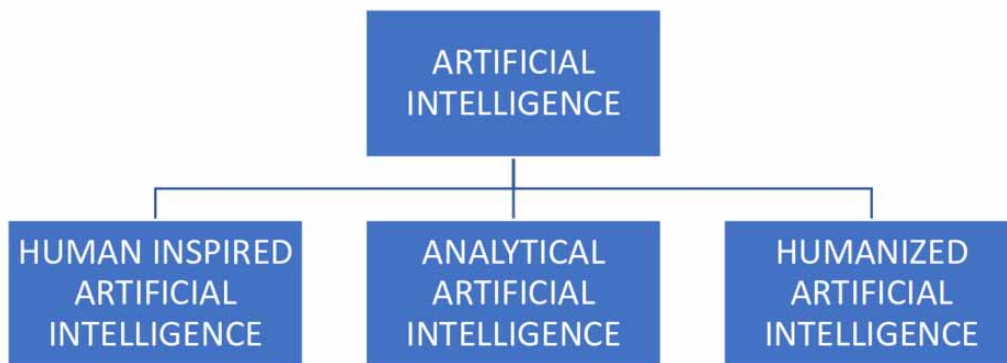 ARTIFICIAL
INTELLIGENCE
HUMAN INSPIRED
ARTIFICIAL
INTELLIGENCE
ANALYTICAL
ARTIFICIAL
INTELLIGENCE
HUMANIZED
ARTIFICIAL
INTELLIGENCE